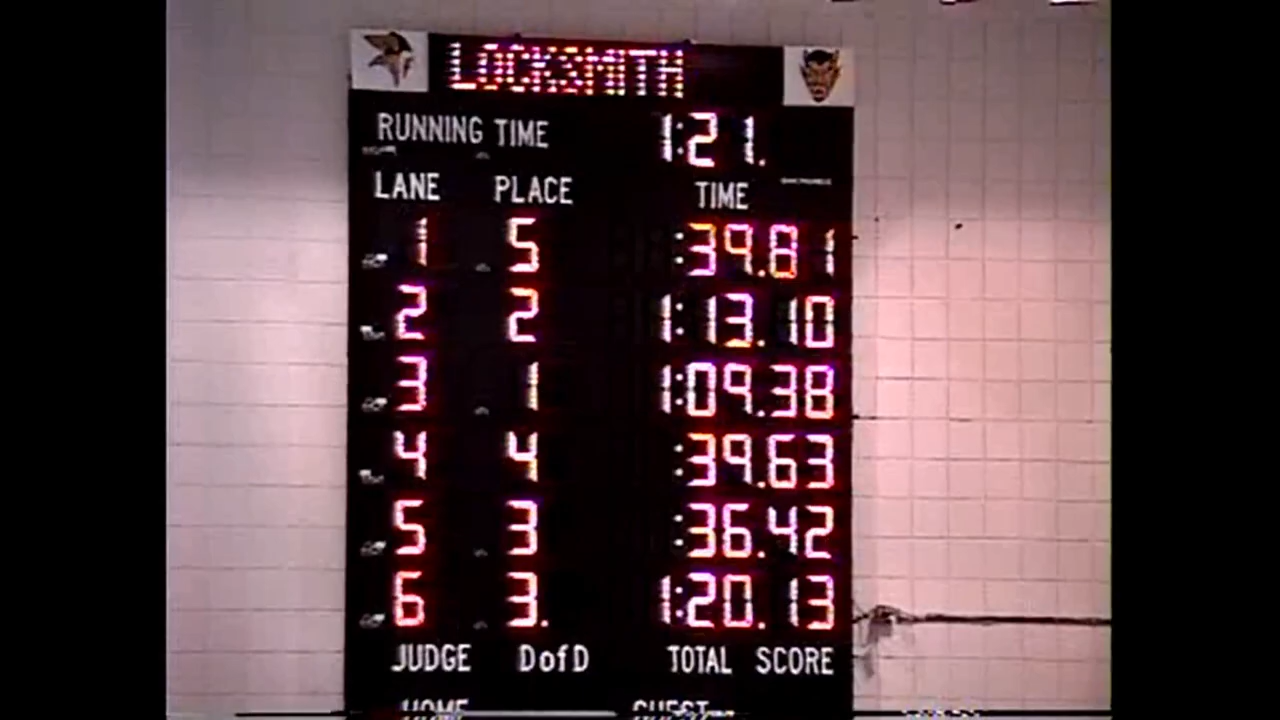 LOCKSMITH
RUNNING TIME 1:21.
LANE PLACE TIME
1 5 :39.81
2 2 1:13.10
3 1 1:09.38
4 4 :39.63
5 3 :36.42
6 3. 1:20.13
JUDGE DofD TOTAL SCORE
HOME GUEST